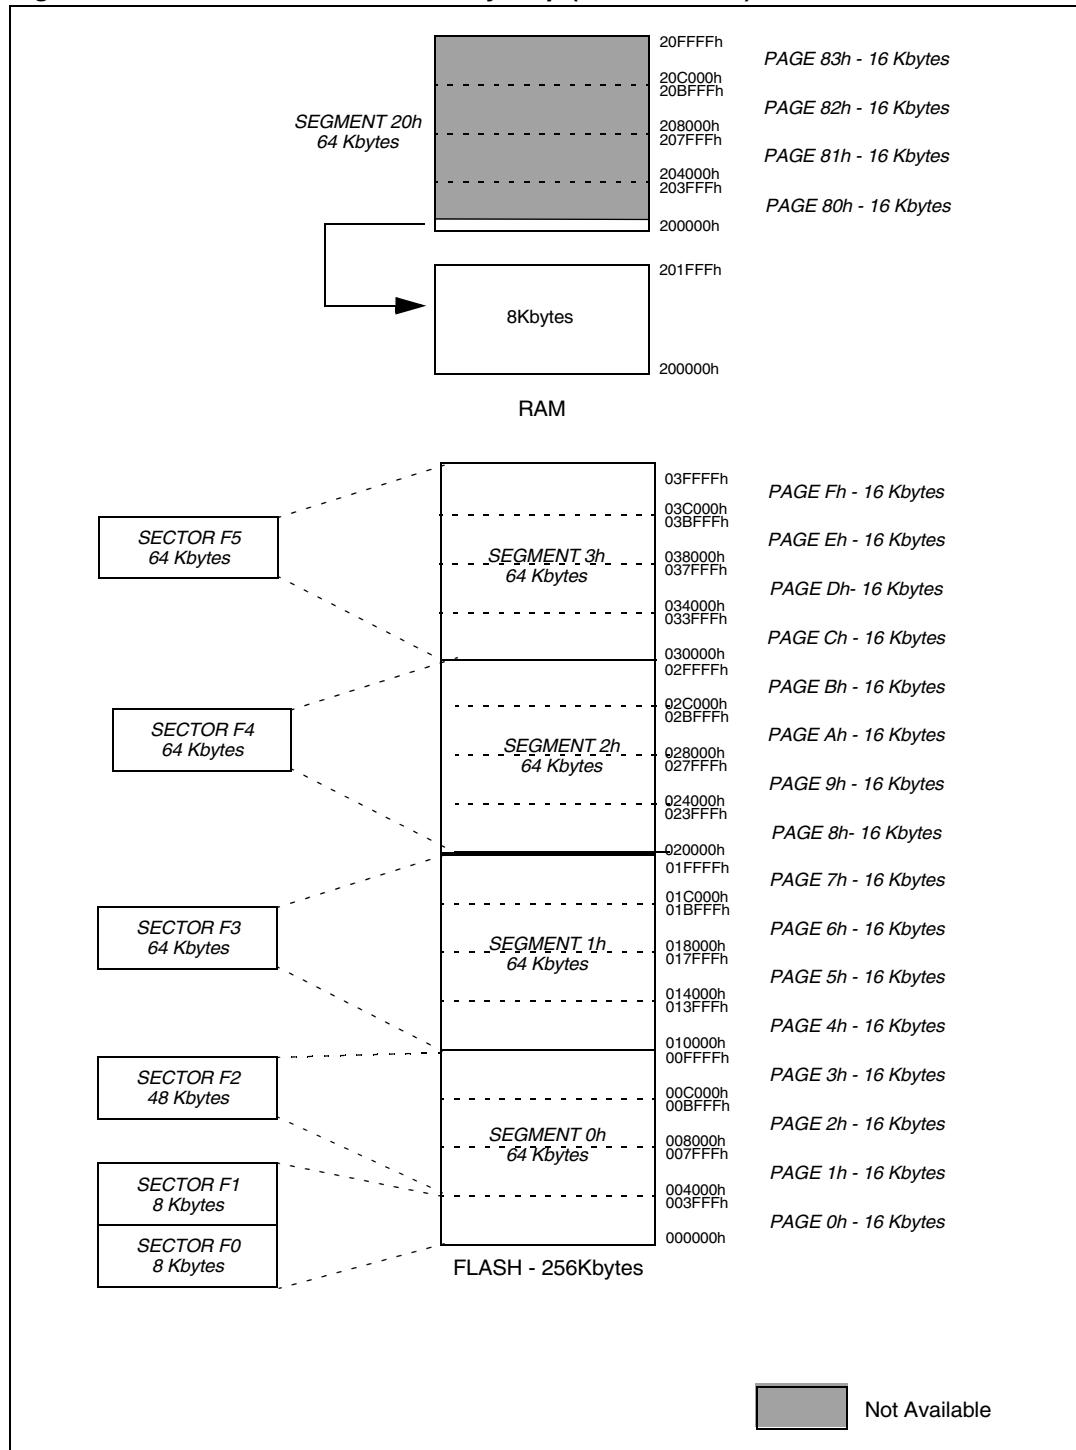 20FFFFh
PAGE 83h - 16 Kbytes
20C000h
20BFFFh
PAGE 82h - 16 Kbytes
SEGMENT 20h
64 Kbytes
208000h
207FFFh
PAGE 81h - 16 Kbytes
204000h
203FFFh
PAGE 80h - 16 Kbytes
200000h
201FFFh
8Kbytes
200000h
RAM
03FFFFh
PAGE Fh - 16 Kbytes
03C000h
03BFFFh
SECTOR F5
64 Kbytes
PAGE Eh - 16 Kbytes
SEGMENT 3h
64 Kbytes
038000h
037FFFh
PAGE Dh- 16 Kbytes
034000h
033FFFh
PAGE Ch - 16 Kbytes
030000h
02FFFFh
PAGE Bh - 16 Kbytes
02C000h
02BFFFh
SECTOR F4
64 Kbytes
PAGE Ah - 16 Kbytes
SEGMENT 2h
64 Kbytes
028000h
027FFFh
PAGE 9h - 16 Kbytes
024000h
023FFFh
PAGE 8h- 16 Kbytes
020000h
01FFFFh
PAGE 7h - 16 Kbytes
01C000h
01BFFFh
SECTOR F3
64 Kbytes
PAGE 6h - 16 Kbytes
SEGMENT 1h
64 Kbytes
018000h
017FFFh
PAGE 5h - 16 Kbytes
014000h
013FFFh
PAGE 4h - 16 Kbytes
010000h
00FFFFh
SECTOR F2
48 Kbytes
PAGE 3h - 16 Kbytes
00C000h
00BFFFh
PAGE 2h - 16 Kbytes
SEGMENT 0h
64 Kbytes
008000h
007FFFh
SECTOR F1
8 Kbytes
PAGE 1h - 16 Kbytes
004000h
003FFFh
PAGE 0h - 16 Kbytes
000000h
SECTOR F0
8 Kbytes
FLASH - 256Kbytes
Not Available